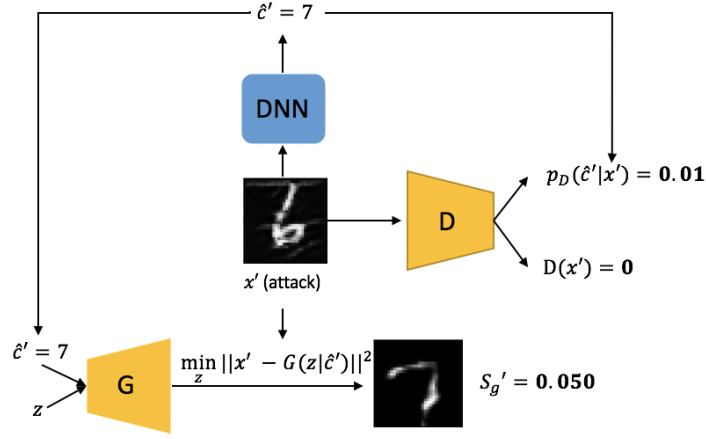 ĉ′ = 7
DNN
p_D(ĉ′|x′) = 0.01
D
D(x′) = 0
x′ (attack)
ĉ′ = 7
min_z ||x′ − G(z|ĉ′)||²
G
S_g′ = 0.050
z